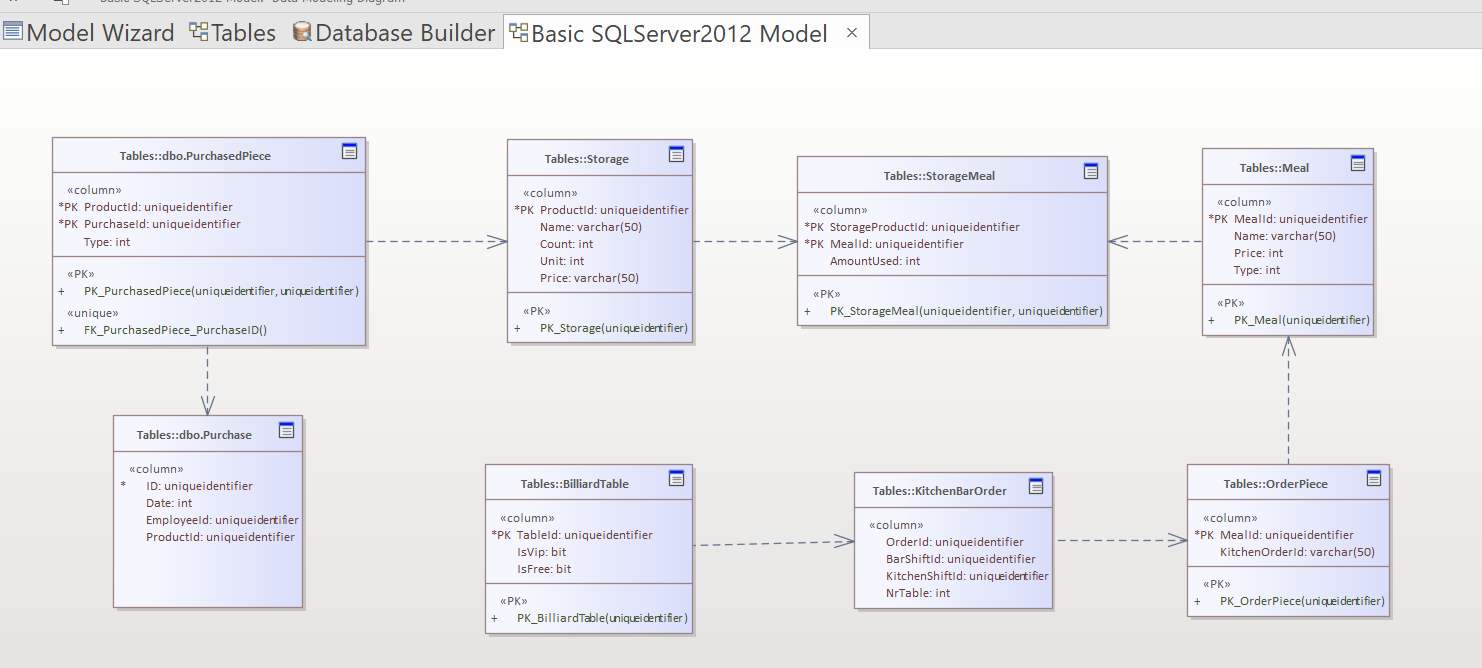 Basic SQLServer2012 Model: "Data Modeling Diagram"
Model Wizard Tables Database Builder Basic SQLServer2012 Model ×
Tables::dbo.PurchasedPiece
«column»
*PK ProductId: uniqueidentifier
*PK PurchaseId: uniqueidentifier
Type: int
«PK»
+ PK_PurchasedPiece(uniqueidentifier, uniqueidentifier)
«unique»
+ FK_PurchasedPiece_PurchaseID()
Tables::Storage
«column»
*PK ProductId: uniqueidentifier
Name: varchar(50)
Count: int
Unit: int
Price: varchar(50)
«PK»
+ PK_Storage(uniqueidentifier)
Tables::StorageMeal
«column»
*PK StorageProductId: uniqueidentifier
*PK MealId: uniqueidentifier
AmountUsed: int
«PK»
+ PK_StorageMeal(uniqueidentifier, uniqueidentifier)
Tables::Meal
«column»
*PK MealId: uniqueidentifier
Name: varchar(50)
Price: int
Type: int
«PK»
+ PK_Meal(uniqueidentifier)
Tables::dbo.Purchase
«column»
* ID: uniqueidentifier
Date: int
EmployeeId: uniqueidentifier
ProductId: uniqueidentifier
Tables::BilliardTable
«column»
*PK TableId: uniqueidentifier
IsVip: bit
IsFree: bit
«PK»
+ PK_BilliardTable(uniqueidentifier)
Tables::KitchenBarOrder
«column»
OrderId: uniqueidentifier
BarShiftId: uniqueidentifier
KitchenShiftId: uniqueidentifier
NrTable: int
Tables::OrderPiece
«column»
*PK MealId: uniqueidentifier
KitchenOrderId: varchar(50)
«PK»
+ PK_OrderPiece(uniqueidentifier)